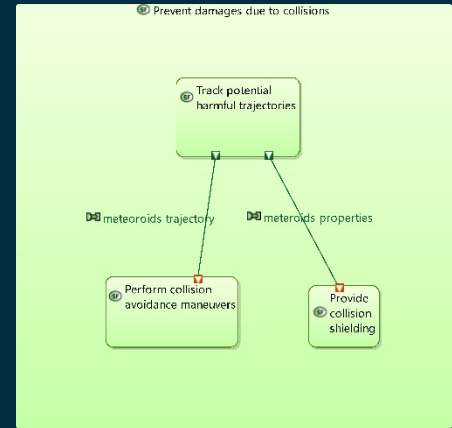 Prevent damages due to collisions
Track potential
harmful trajectories
meteoroids trajectory
meteroids properties
Perform collision
avoidance maneuvers
Provide
collision
shielding